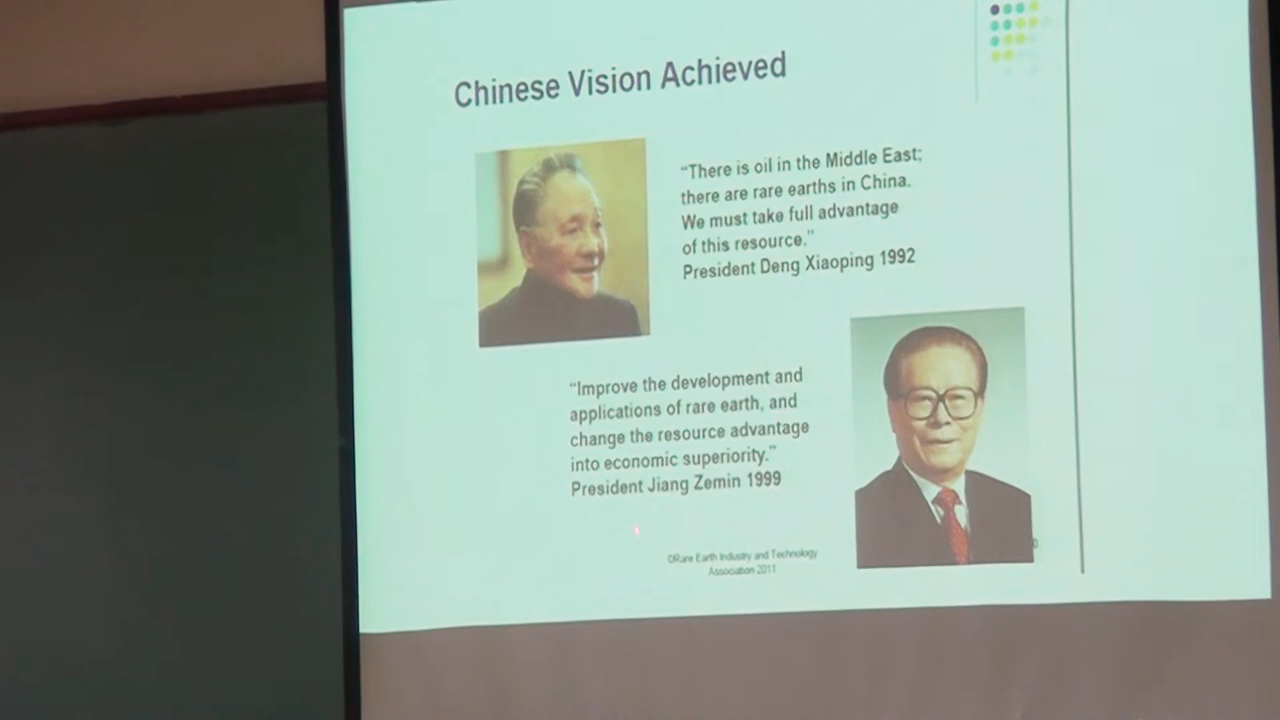 Chinese Vision Achieved
“There is oil in the Middle East;
there are rare earths in China.
We must take full advantage
of this resource.”
President Deng Xiaoping 1992
“Improve the development and
applications of rare earth, and
change the resource advantage
into economic superiority.”
President Jiang Zemin 1999
©Rare Earth Industry and Technology
Association 2011